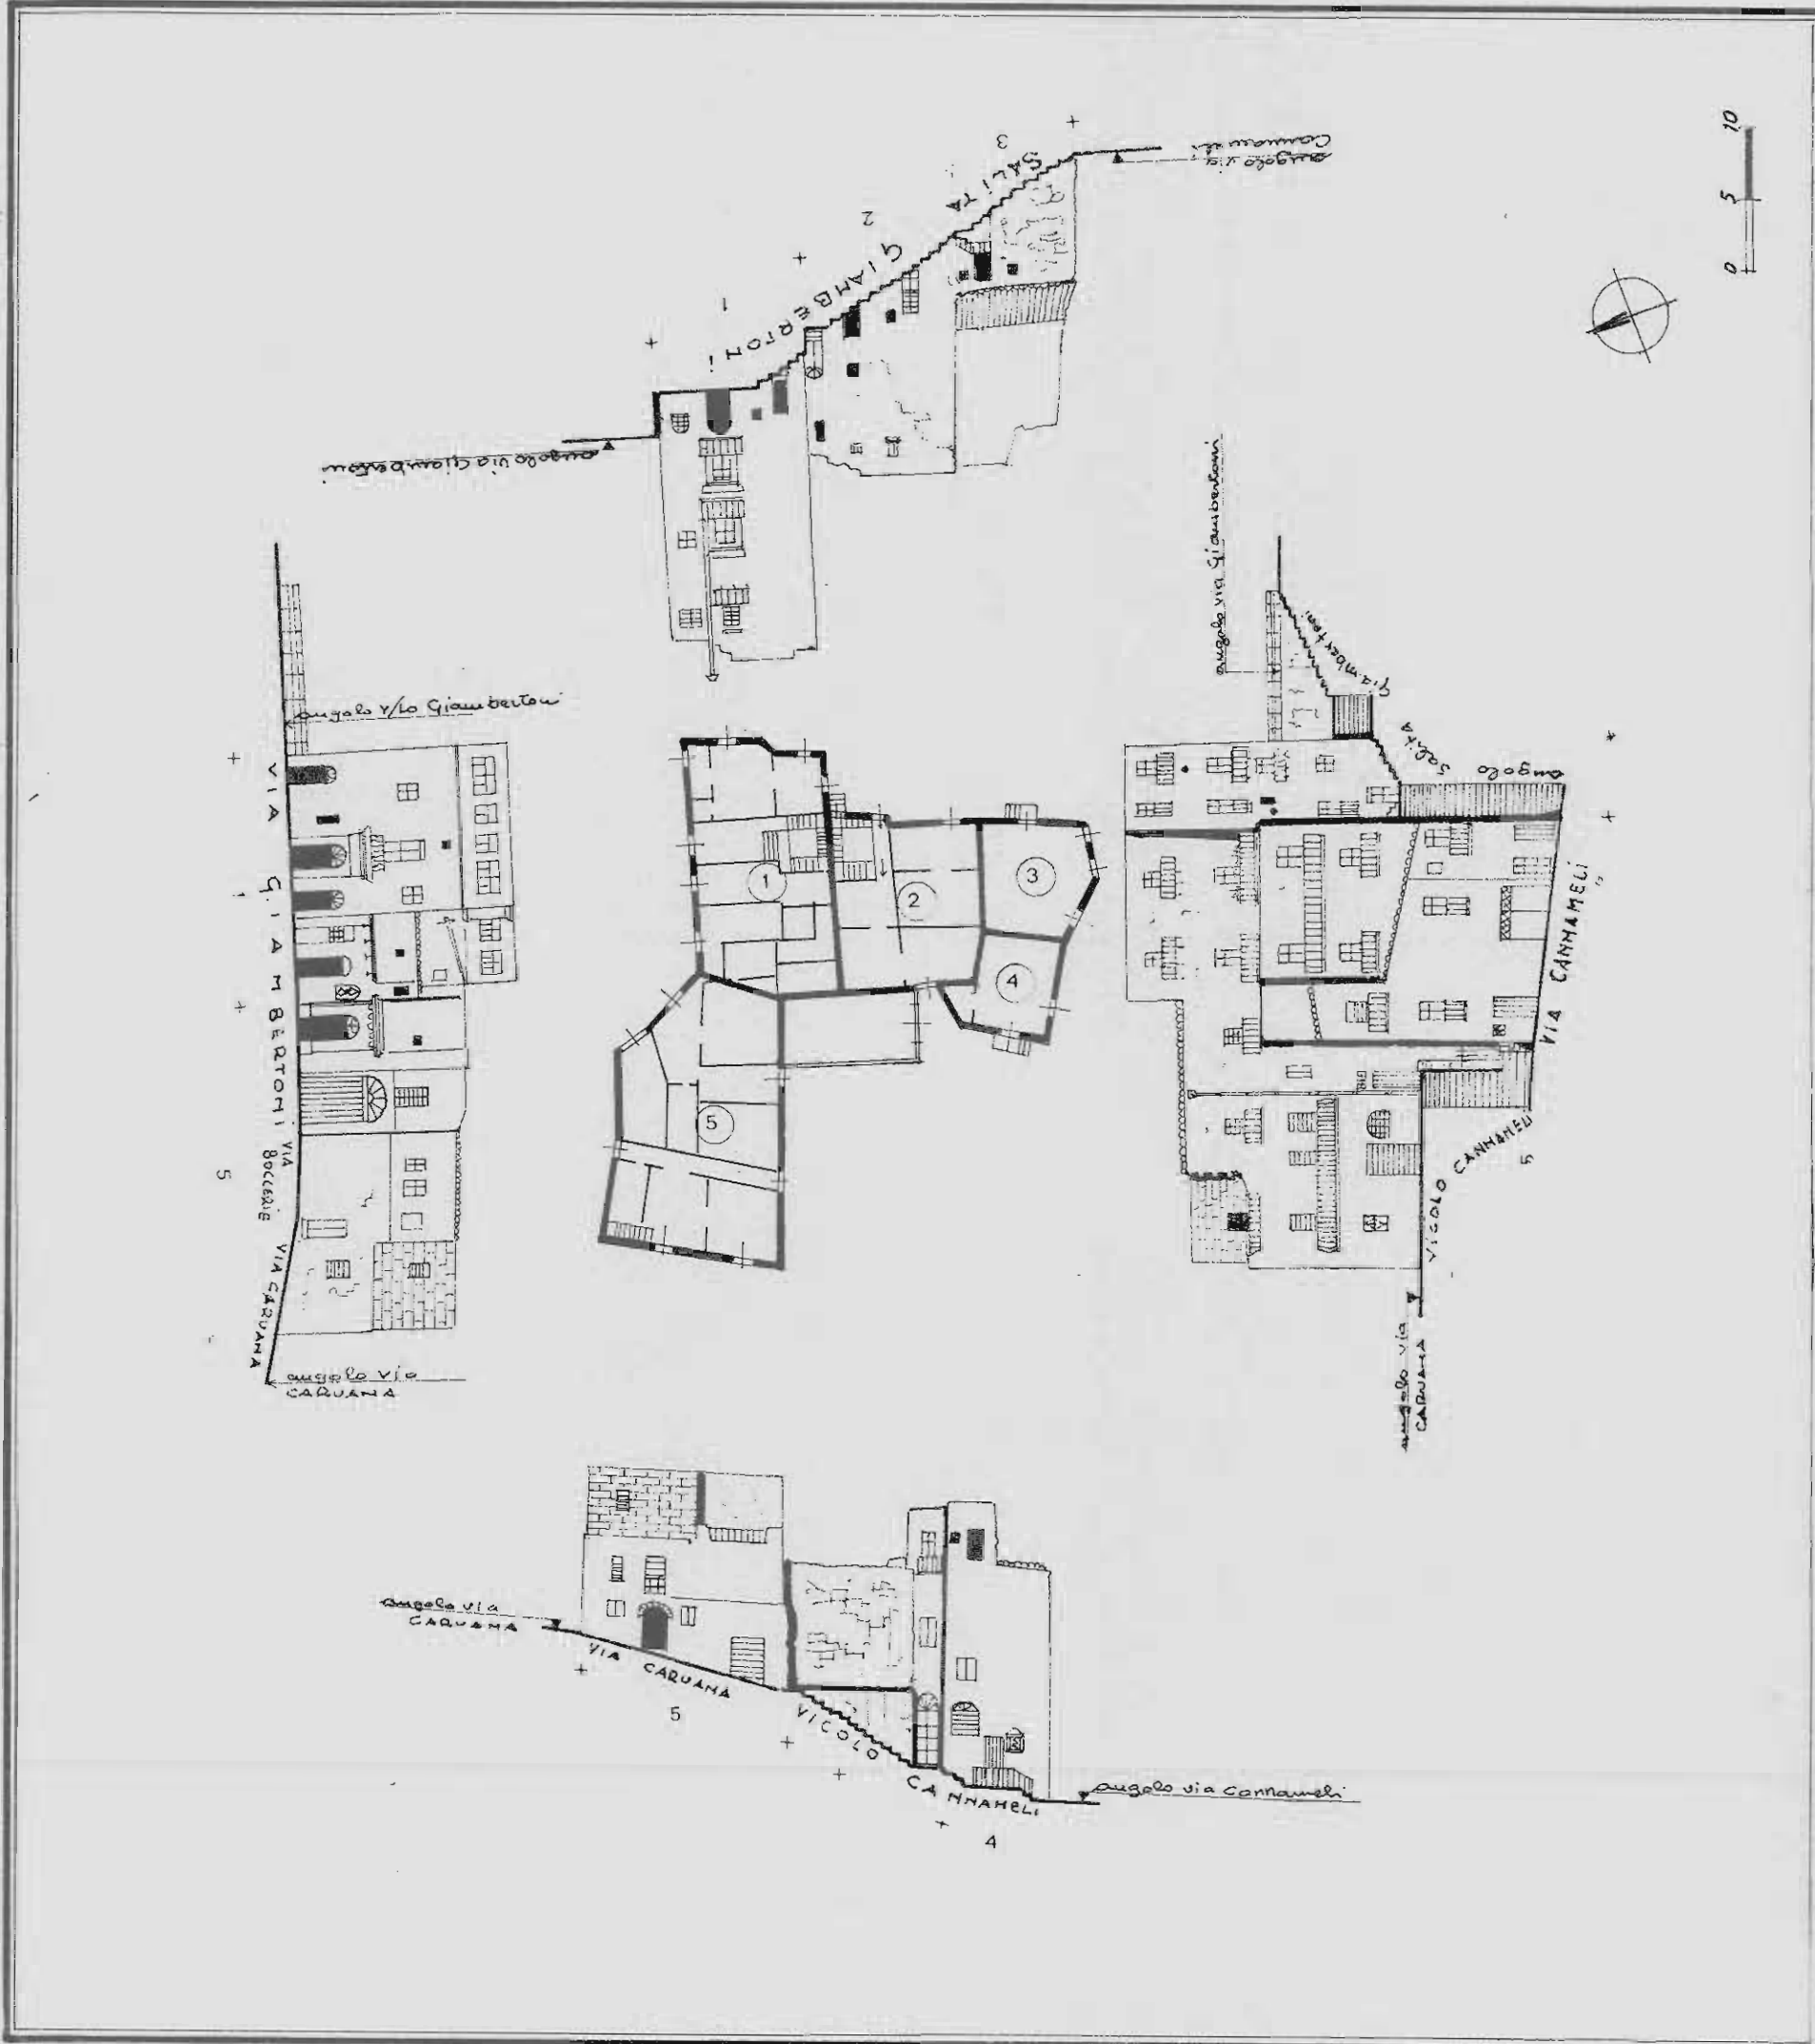 angolo via
Cannameli
3
SALITA
GIAMBERTONI
2
1
angolo via Giambertoni
0 5 10
angolo v/lo Giambertoni
VIA GIAMBERTONI
1
VIA
BOCCERIE
VIA CARUANA
5
angolo via
CARUANA
1
2
3
4
5
angolo via Giambertoni
angolo
Salita
Giambertoni
VIA CANNAMELI
VICOLO CANNAMELI
5
angolo via
CARUANA
angolo via
CARUANA
VIA CARUANA
5
VICOLO CANNAMELI
4
angolo via Cannameli